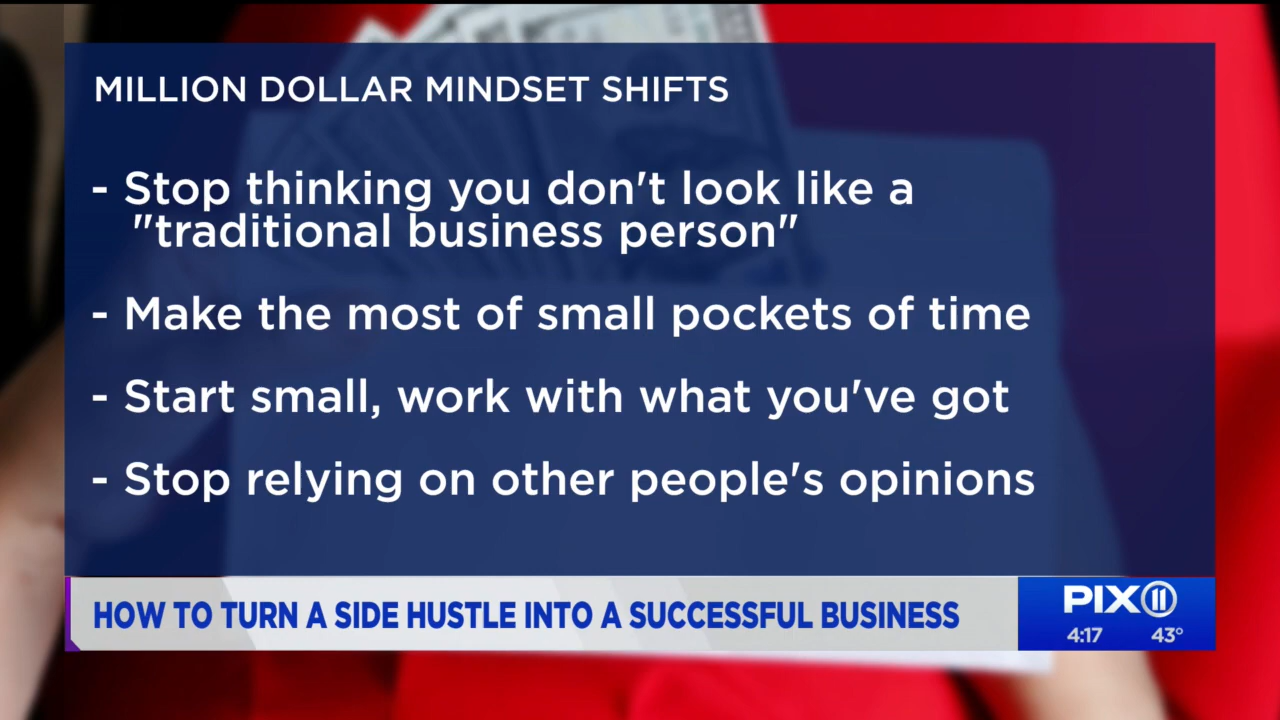 MILLION DOLLAR MINDSET SHIFTS
- Stop thinking you don't look like a
"traditional business person"
- Make the most of small pockets of time
- Start small, work with what you've got
- Stop relying on other people's opinions
HOW TO TURN A SIDE HUSTLE INTO A SUCCESSFUL BUSINESS
PIX 11
4:17 43°